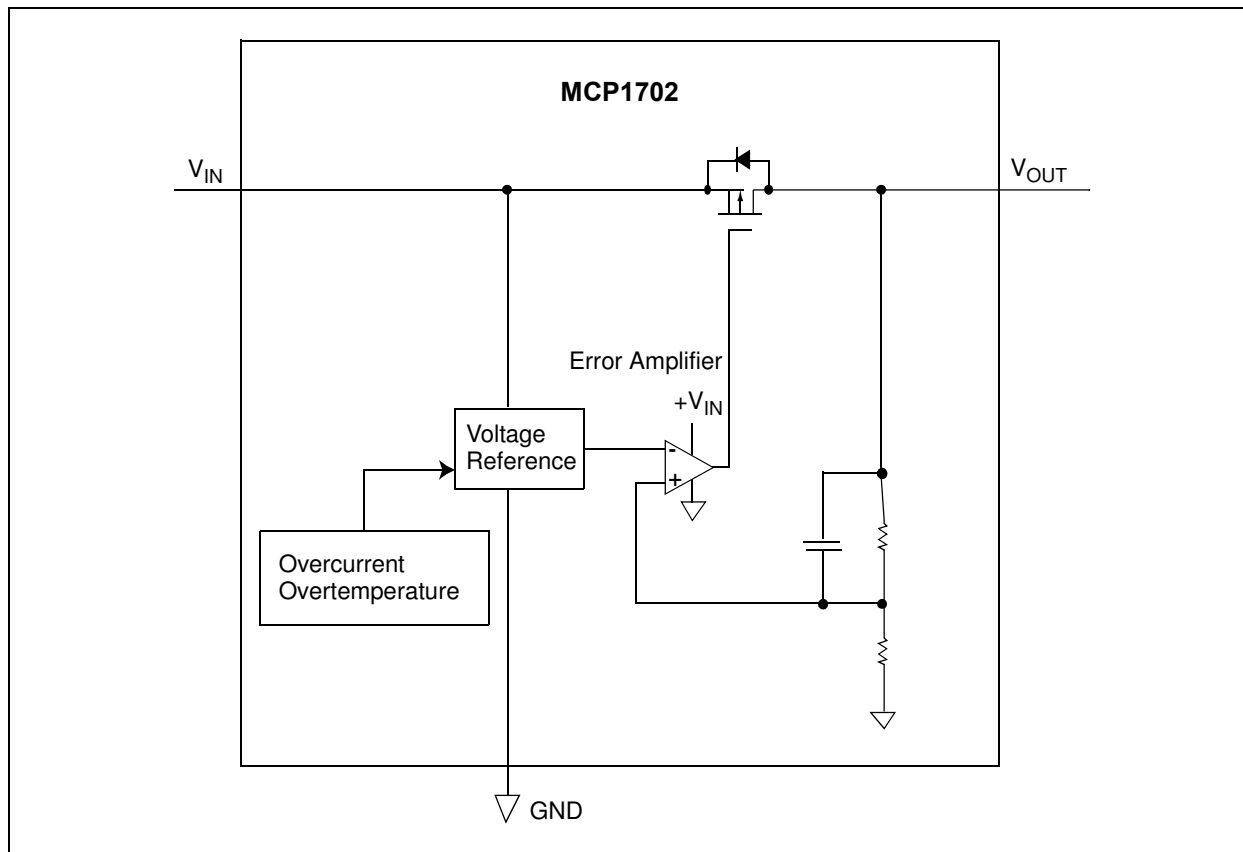 MCP1702
VIN
VOUT
Error Amplifier
+VIN
Voltage
Reference
-
+
Overcurrent
Overtemperature
GND